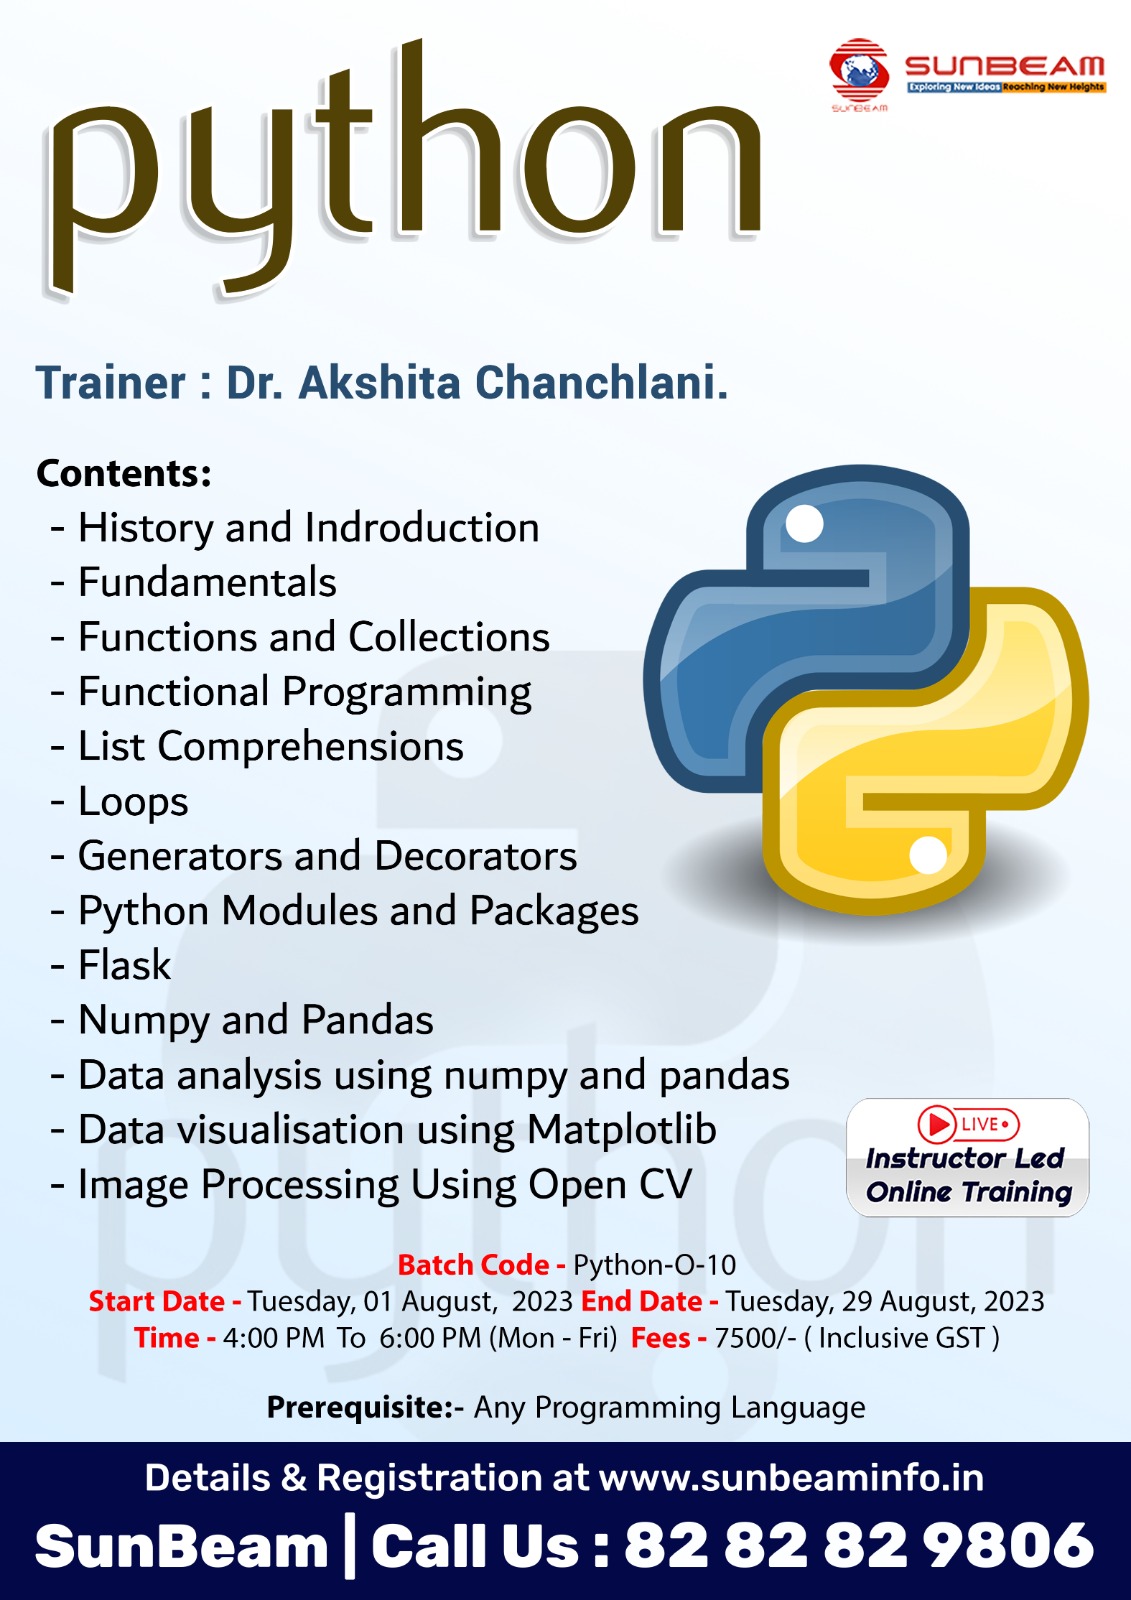 python
SUNBEAM
Exploring New Ideas Reaching New Heights
SUNBEAM
Trainer : Dr. Akshita Chanchlani.
Contents:
- History and Indroduction
- Fundamentals
- Functions and Collections
- Functional Programming
- List Comprehensions
- Loops
- Generators and Decorators
- Python Modules and Packages
- Flask
- Numpy and Pandas
- Data analysis using numpy and pandas
- Data visualisation using Matplotlib
- Image Processing Using Open CV
LIVE
Instructor Led
Online Training
python
Batch Code - Python-O-10
Start Date - Tuesday, 01 August, 2023 End Date - Tuesday, 29 August, 2023
Time - 4:00 PM To 6:00 PM (Mon - Fri) Fees - 7500/- ( Inclusive GST )
Prerequisite:- Any Programming Language
Details & Registration at www.sunbeaminfo.in
SunBeam | Call Us : 82 82 82 9806